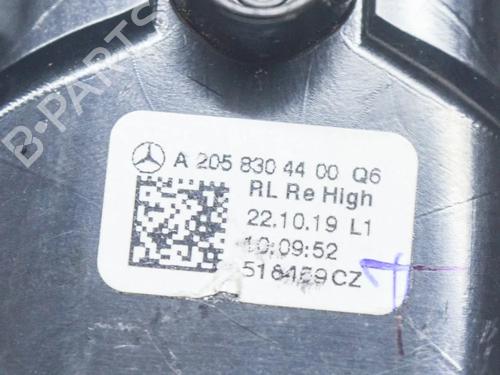 B-PARTS
A 205 830 44 00 Q6
RL Re High
22.10.19 L1
10:09:52
518459CZ